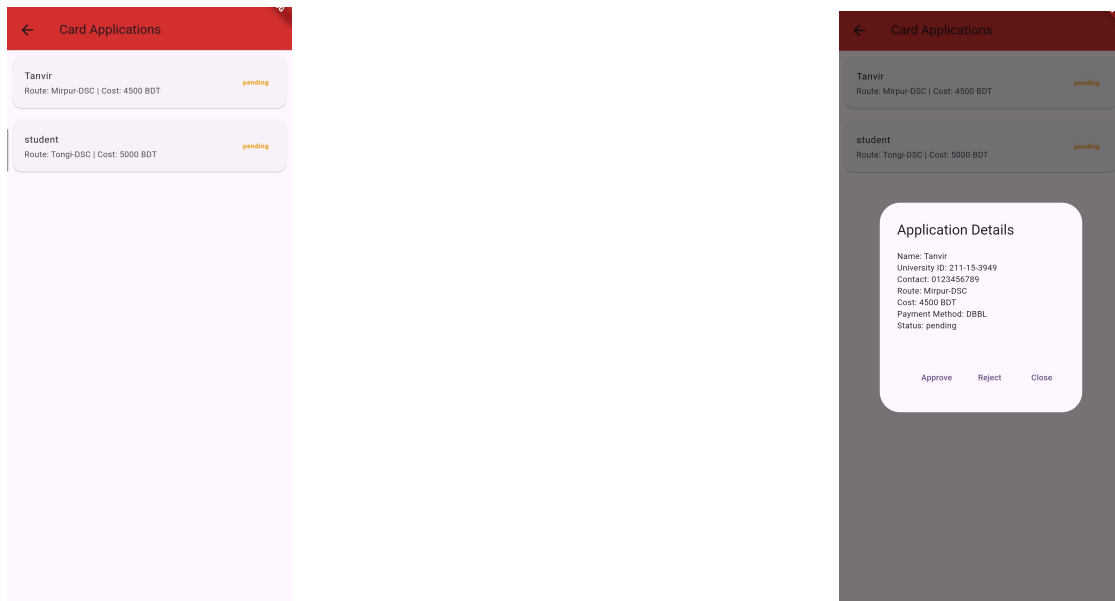 Card Applications
Tanvir
Route: Mirpur-DSC | Cost: 4500 BDT
pending
student
Route: Tongi-DSC | Cost: 5000 BDT
pending
Card Applications
Tanvir
Route: Mirpur-DSC | Cost: 4500 BDT
pending
student
Route: Tongi-DSC | Cost: 5000 BDT
pending
Application Details
Name: Tanvir
University ID: 211-15-3949
Contact: 0123456789
Route: Mirpur-DSC
Cost: 4500 BDT
Payment Method: DBBL
Status: pending
Approve Reject Close